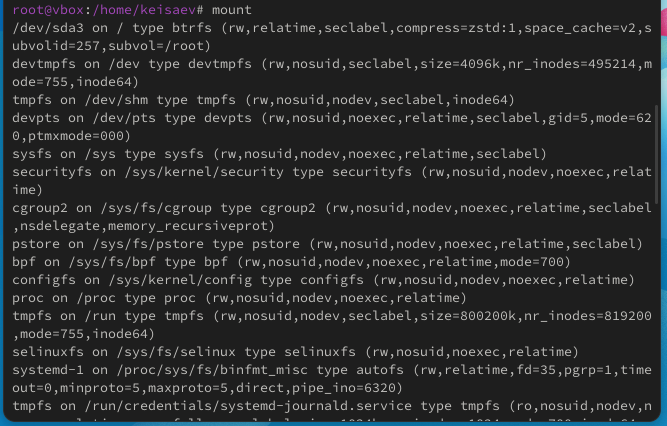 root@vbox:/home/keisaev# mount
/dev/sda3 on / type btrfs (rw,relatime,seclabel,compress=zstd:1,space_cache=v2,s
ubvolid=257,subvol=/root)
devtmpfs on /dev type devtmpfs (rw,nosuid,seclabel,size=4096k,nr_inodes=495214,m
ode=755,inode64)
tmpfs on /dev/shm type tmpfs (rw,nosuid,nodev,seclabel,inode64)
devpts on /dev/pts type devpts (rw,nosuid,noexec,relatime,seclabel,gid=5,mode=62
0,ptmxmode=000)
sysfs on /sys type sysfs (rw,nosuid,nodev,noexec,relatime,seclabel)
securityfs on /sys/kernel/security type securityfs (rw,nosuid,nodev,noexec,relat
ime)
cgroup2 on /sys/fs/cgroup type cgroup2 (rw,nosuid,nodev,noexec,relatime,seclabel
,nsdelegate,memory_recursiveprot)
pstore on /sys/fs/pstore type pstore (rw,nosuid,nodev,noexec,relatime,seclabel)
bpf on /sys/fs/bpf type bpf (rw,nosuid,nodev,noexec,relatime,mode=700)
configfs on /sys/kernel/config type configfs (rw,nosuid,nodev,noexec,relatime)
proc on /proc type proc (rw,nosuid,nodev,noexec,relatime)
tmpfs on /run type tmpfs (rw,nosuid,nodev,seclabel,size=800200k,nr_inodes=819200
,mode=755,inode64)
selinuxfs on /sys/fs/selinux type selinuxfs (rw,nosuid,noexec,relatime)
systemd-1 on /proc/sys/fs/binfmt_misc type autofs (rw,relatime,fd=35,pgrp=1,time
out=0,minproto=5,maxproto=5,direct,pipe_ino=6320)
tmpfs on /run/credentials/systemd-journald.service type tmpfs (ro,nosuid,nodev,n